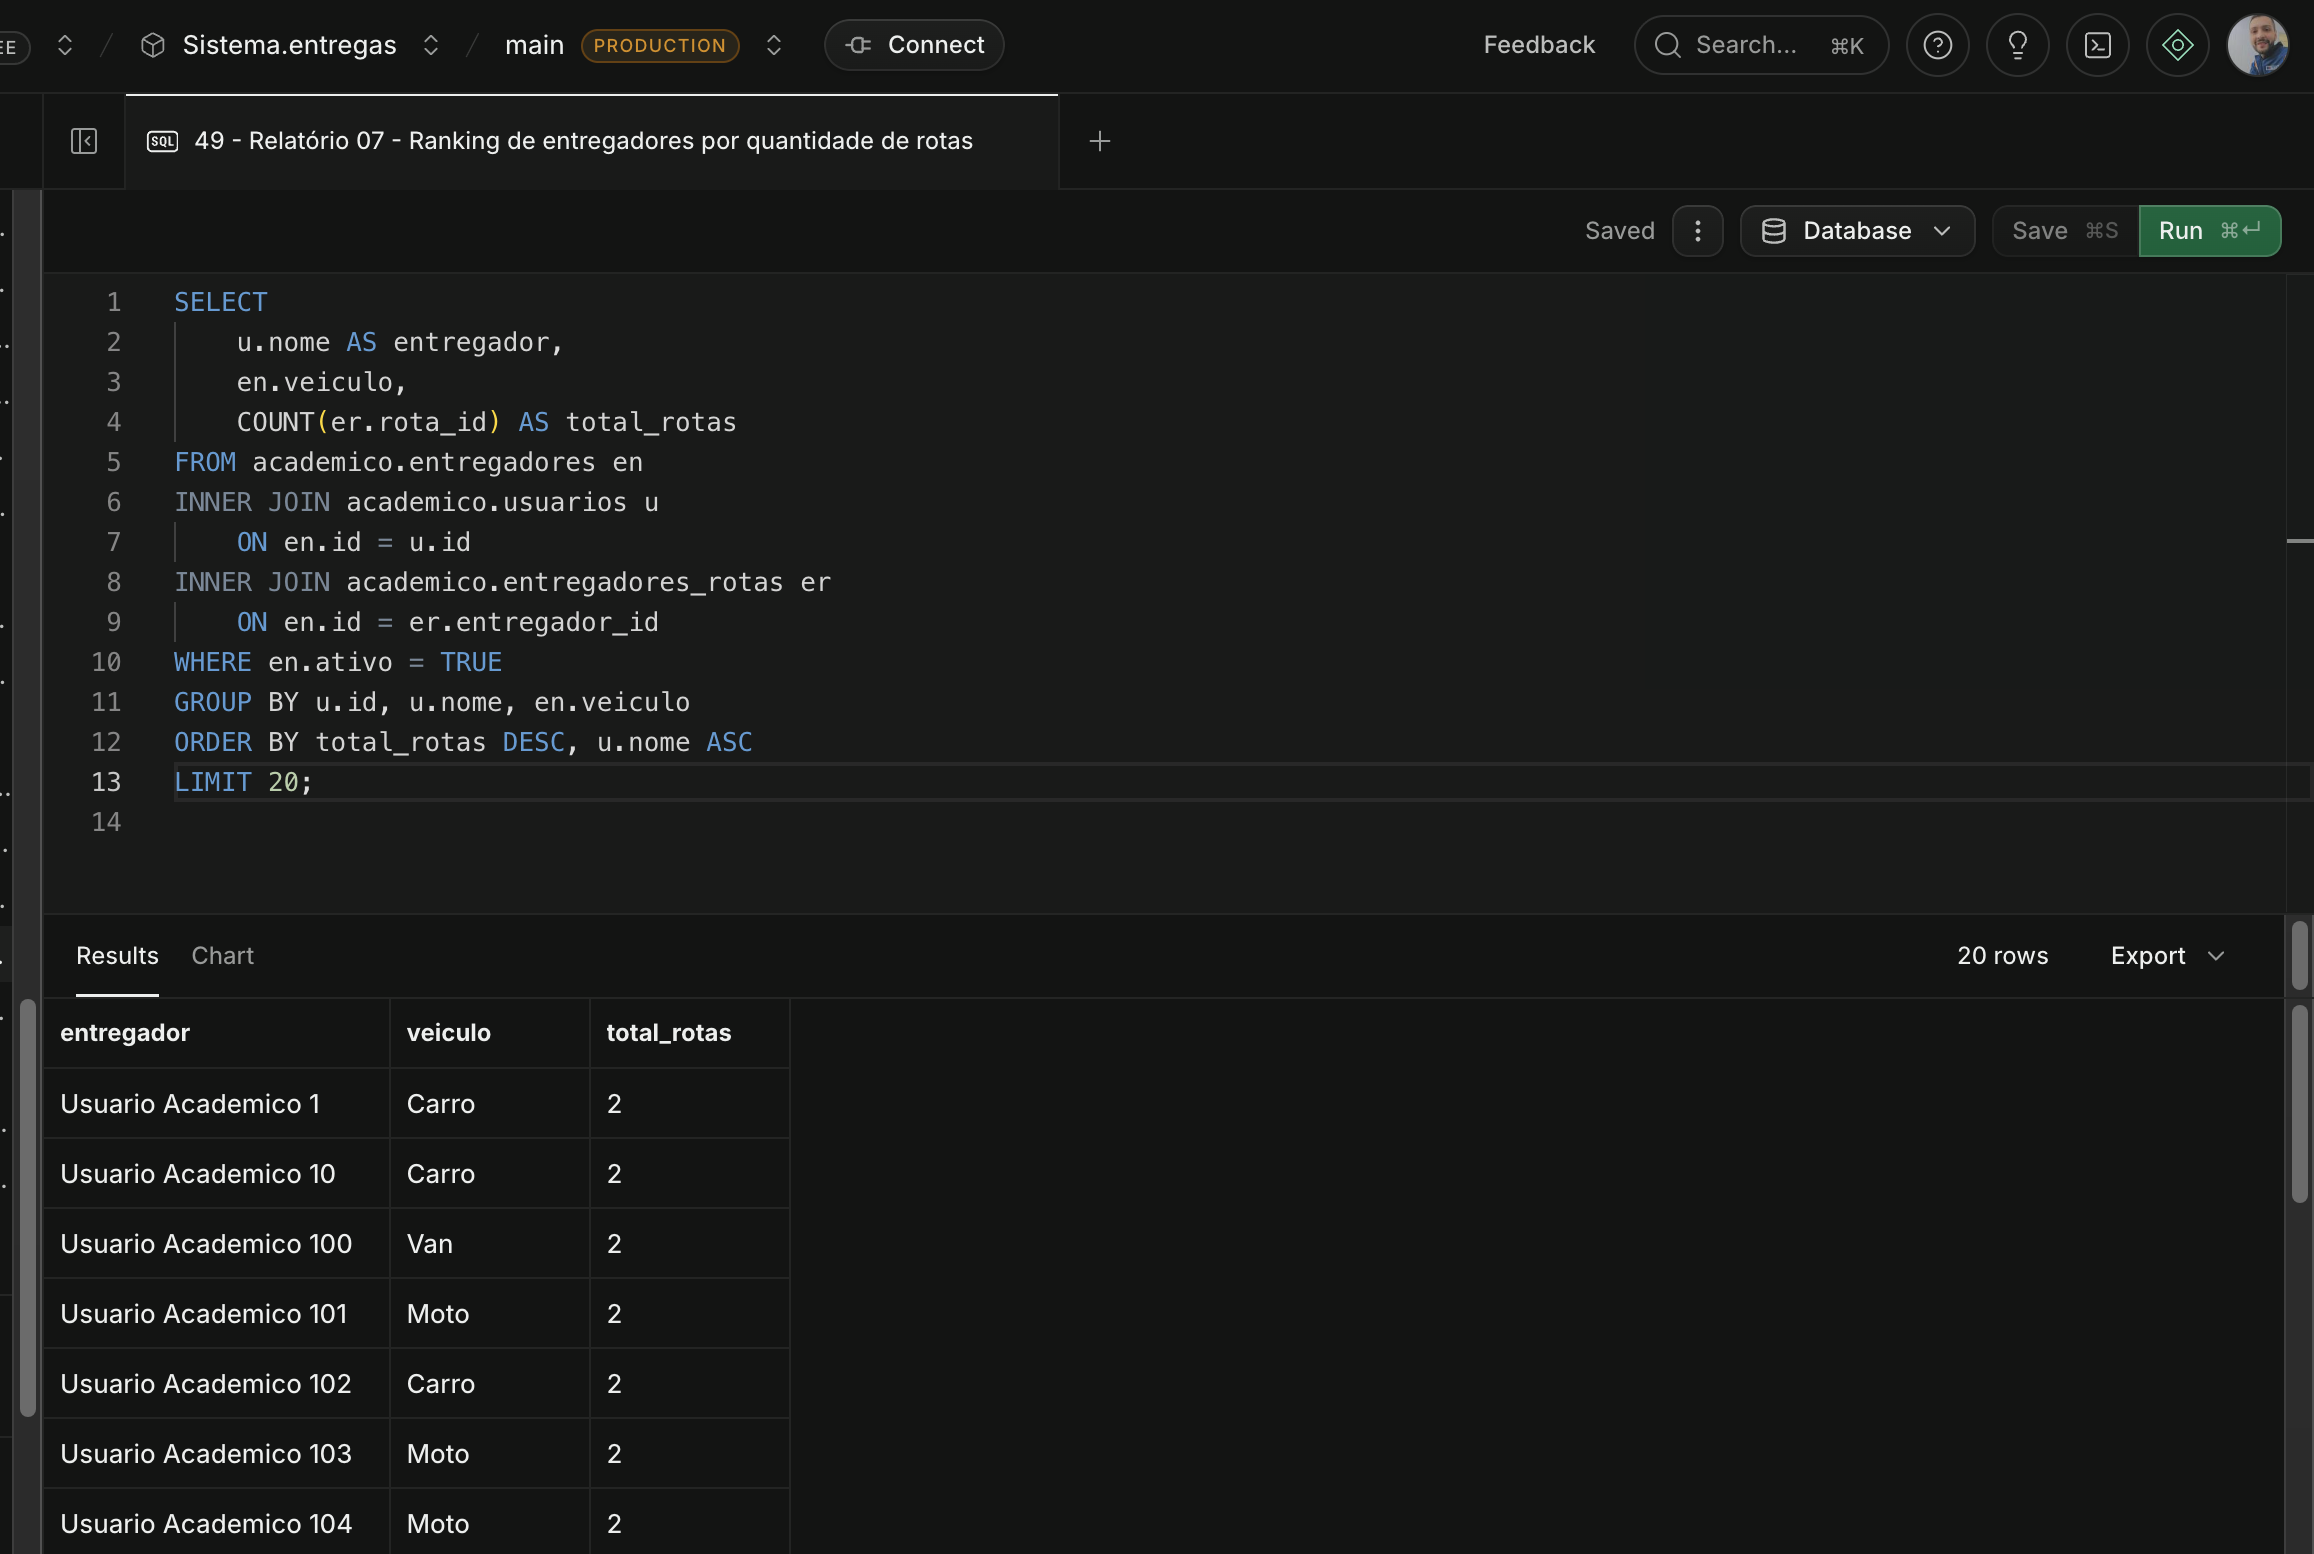 EE
Sistema.entregas
main PRODUCTION
Connect
Feedback
Search... ⌘K
SQL 49 - Relatório 07 - Ranking de entregadores por quantidade de rotas
Saved
Database
Save ⌘S
Run ⌘↵
1 SELECT
2 u.nome AS entregador,
3 en.veiculo,
4 COUNT(er.rota_id) AS total_rotas
5 FROM academico.entregadores en
6 INNER JOIN academico.usuarios u
7 ON en.id = u.id
8 INNER JOIN academico.entregadores_rotas er
9 ON en.id = er.entregador_id
10 WHERE en.ativo = TRUE
11 GROUP BY u.id, u.nome, en.veiculo
12 ORDER BY total_rotas DESC, u.nome ASC
13 LIMIT 20;
14
Results Chart 20 rows Export
entregador veiculo total_rotas
Usuario Academico 1 Carro 2
Usuario Academico 10 Carro 2
Usuario Academico 100 Van 2
Usuario Academico 101 Moto 2
Usuario Academico 102 Carro 2
Usuario Academico 103 Moto 2
Usuario Academico 104 Moto 2